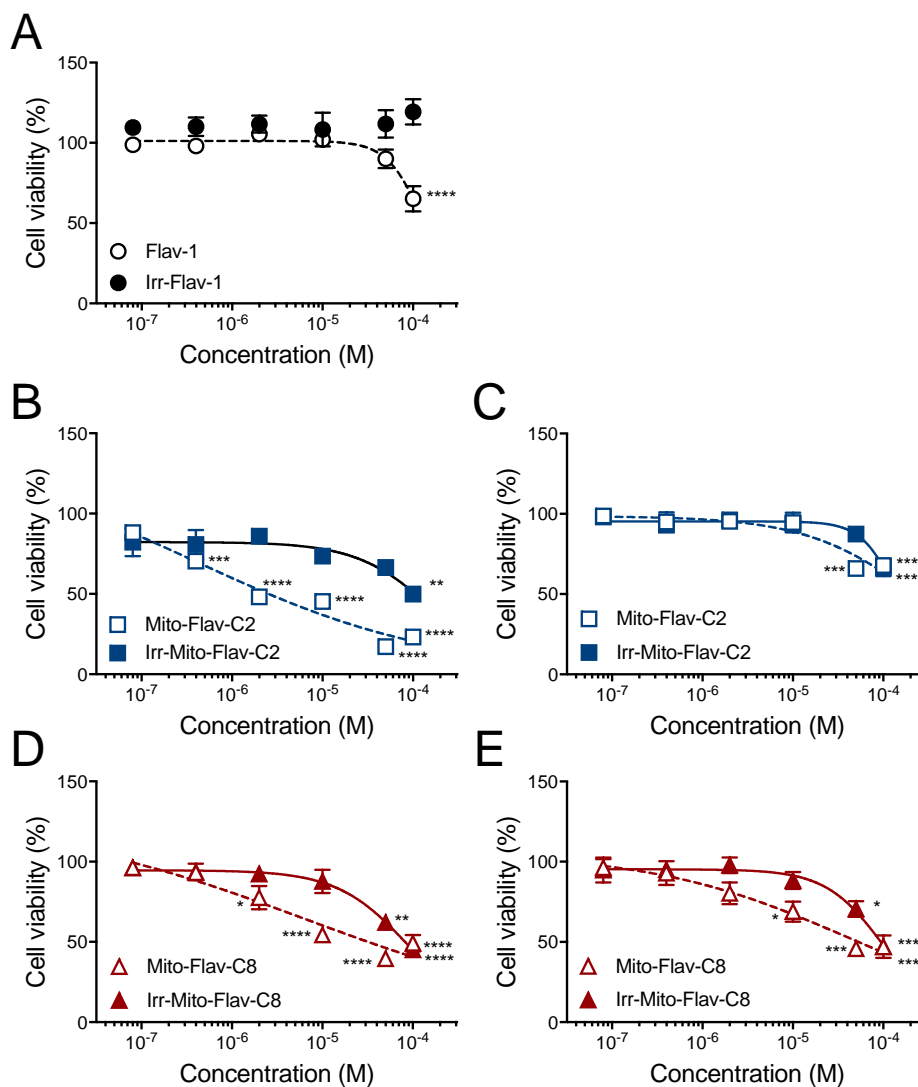 A
Cell viability (%)
150
100
50
0
****
Flav-1
Irr-Flav-1
10⁻⁷
10⁻⁶
10⁻⁵
10⁻⁴
Concentration (M)
B
Cell viability (%)
150
100
50
0
***
****
****
**
****
****
Mito-Flav-C2
Irr-Mito-Flav-C2
10⁻⁷
10⁻⁶
10⁻⁵
10⁻⁴
Concentration (M)
C
Cell viability (%)
150
100
50
0
***
***
***
Mito-Flav-C2
Irr-Mito-Flav-C2
10⁻⁷
10⁻⁶
10⁻⁵
10⁻⁴
Concentration (M)
D
Cell viability (%)
150
100
50
0
*
****
**
****
****
****
Mito-Flav-C8
Irr-Mito-Flav-C8
10⁻⁷
10⁻⁶
10⁻⁵
10⁻⁴
Concentration (M)
E
Cell viability (%)
150
100
50
0
*
*
***
***
***
Mito-Flav-C8
Irr-Mito-Flav-C8
10⁻⁷
10⁻⁶
10⁻⁵
10⁻⁴
Concentration (M)